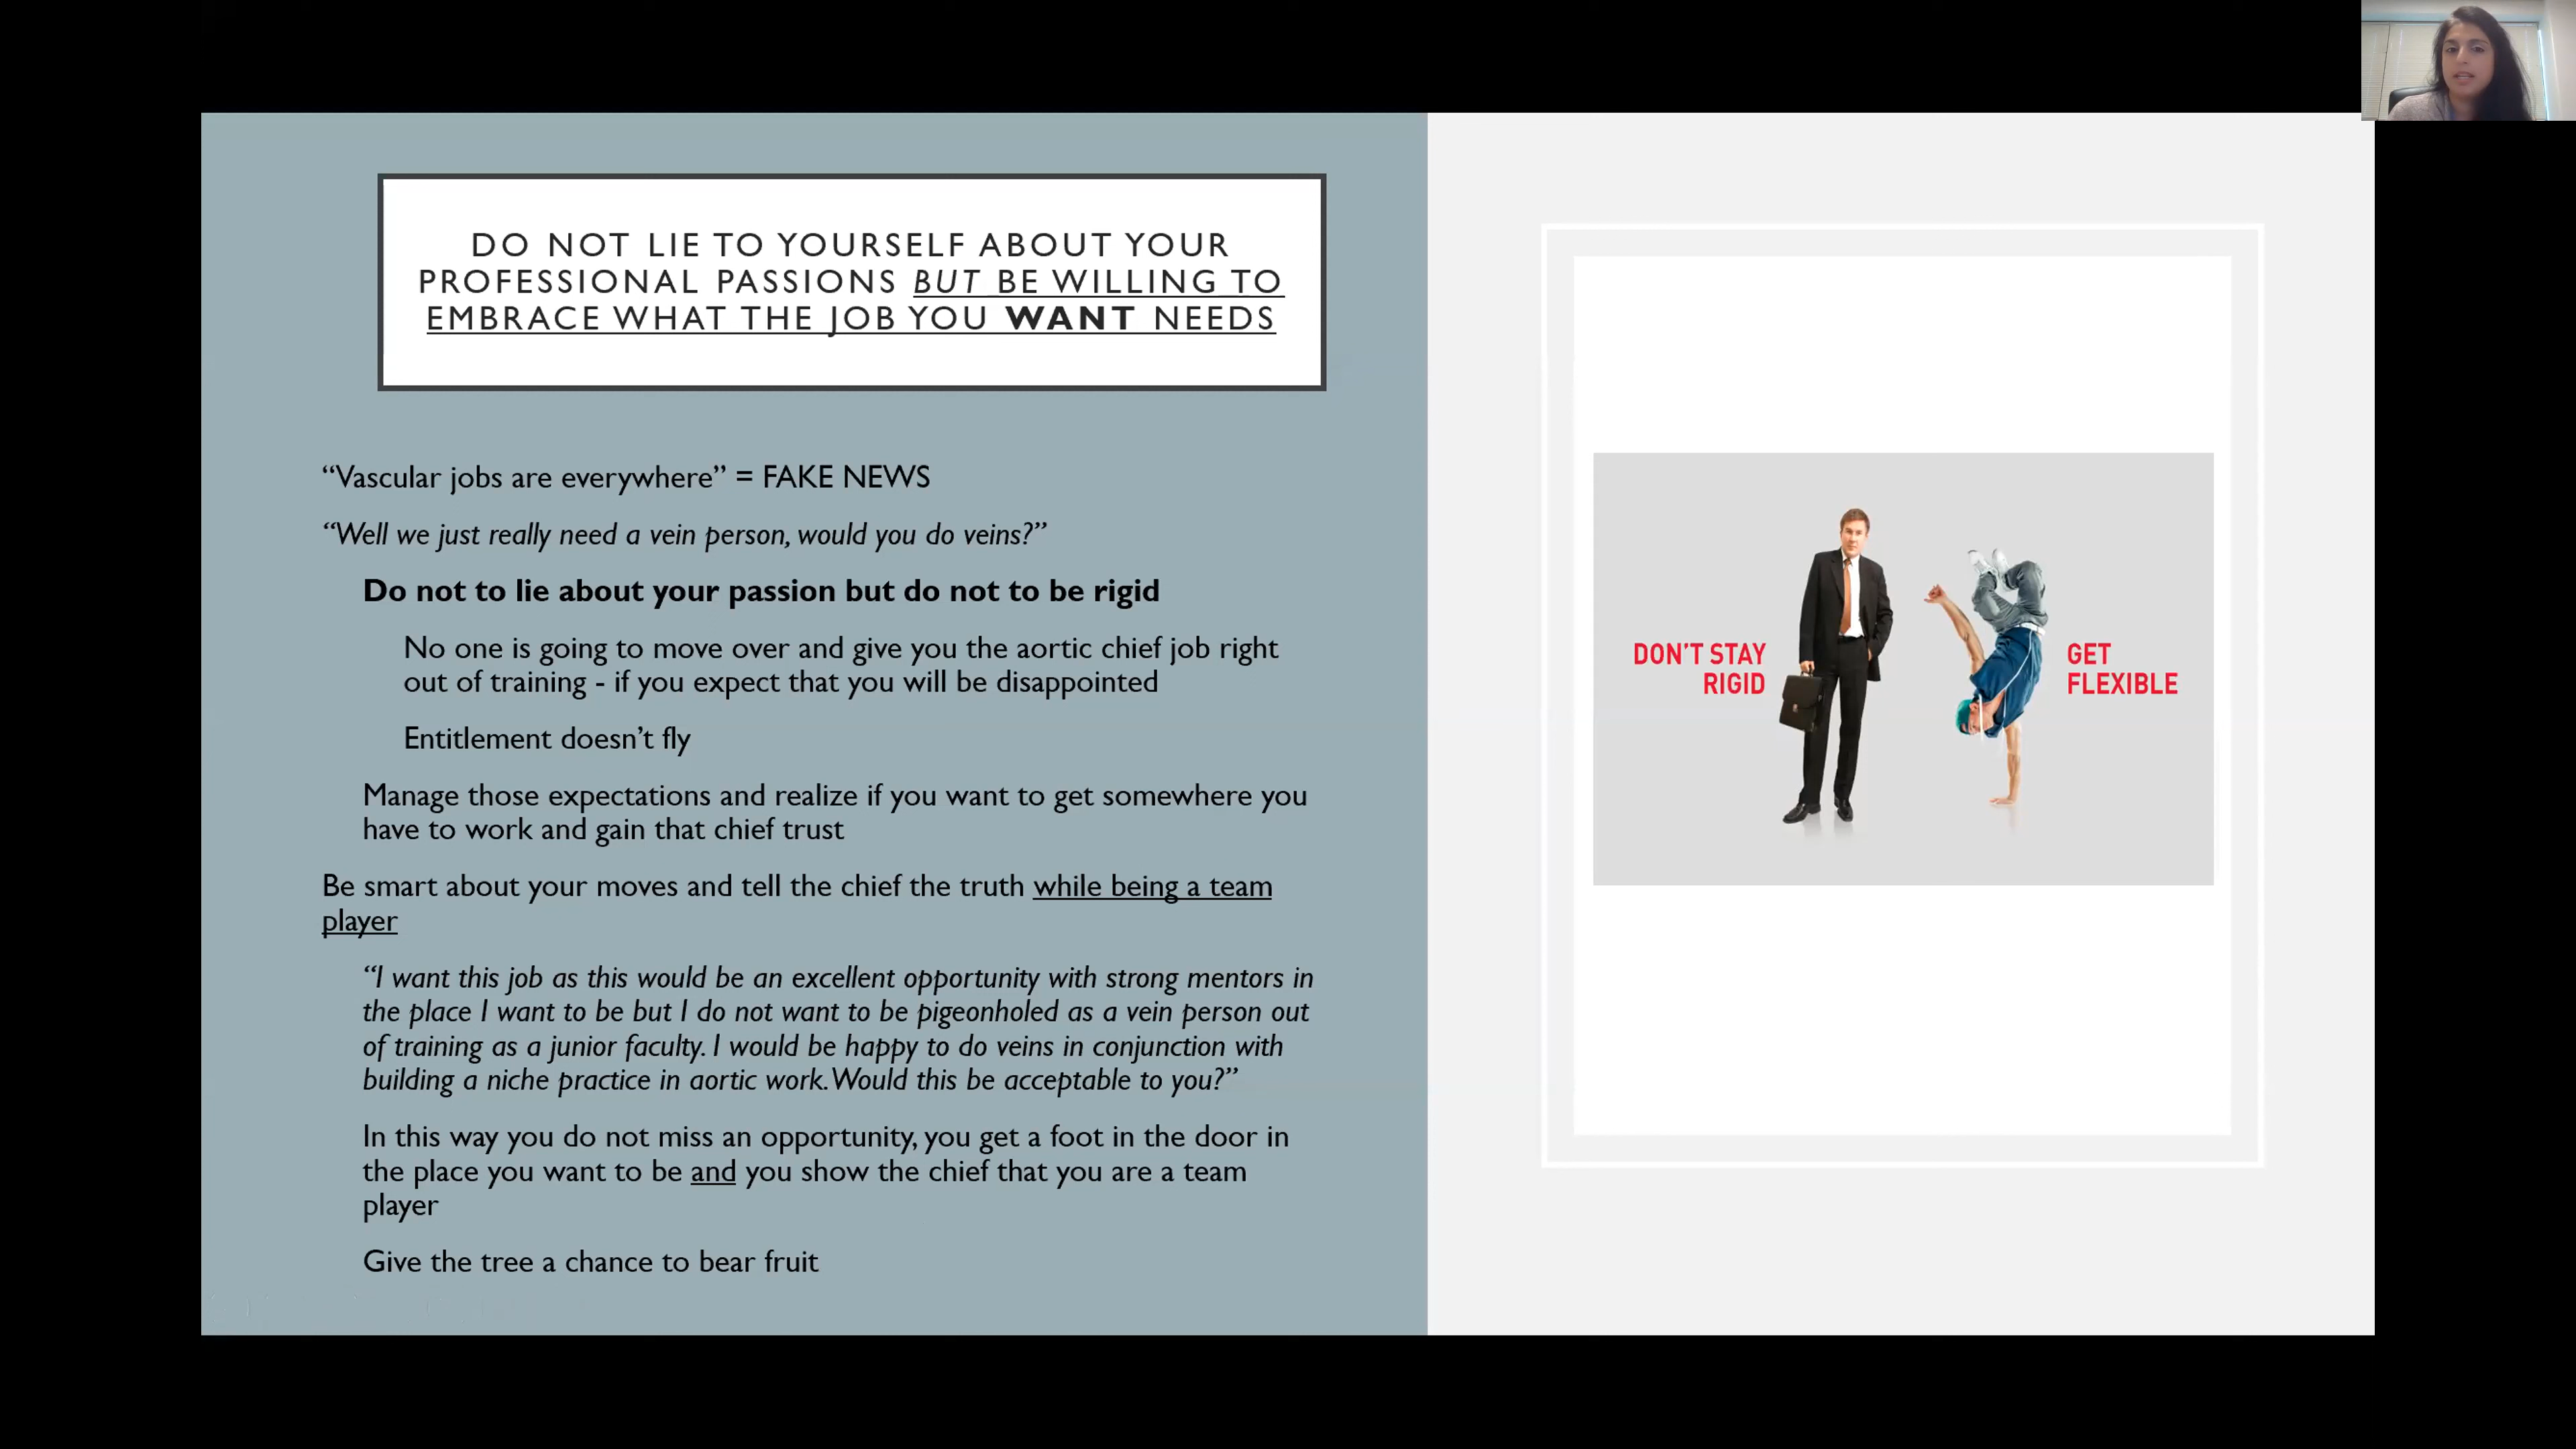 DO NOT LIE TO YOURSELF ABOUT YOUR
PROFESSIONAL PASSIONS BUT BE WILLING TO
EMBRACE WHAT THE JOB YOU WANT NEEDS
“Vascular jobs are everywhere” = FAKE NEWS
“Well we just really need a vein person, would you do veins?”
Do not to lie about your passion but do not to be rigid
No one is going to move over and give you the aortic chief job right
out of training - if you expect that you will be disappointed
Entitlement doesn’t fly
Manage those expectations and realize if you want to get somewhere you
have to work and gain that chief trust
Be smart about your moves and tell the chief the truth while being a team
player
“I want this job as this would be an excellent opportunity with strong mentors in
the place I want to be but I do not want to be pigeonholed as a vein person out
of training as a junior faculty. I would be happy to do veins in conjunction with
building a niche practice in aortic work. Would this be acceptable to you?”
In this way you do not miss an opportunity, you get a foot in the door in
the place you want to be and you show the chief that you are a team
player
Give the tree a chance to bear fruit
DON'T STAY
RIGID
GET
FLEXIBLE